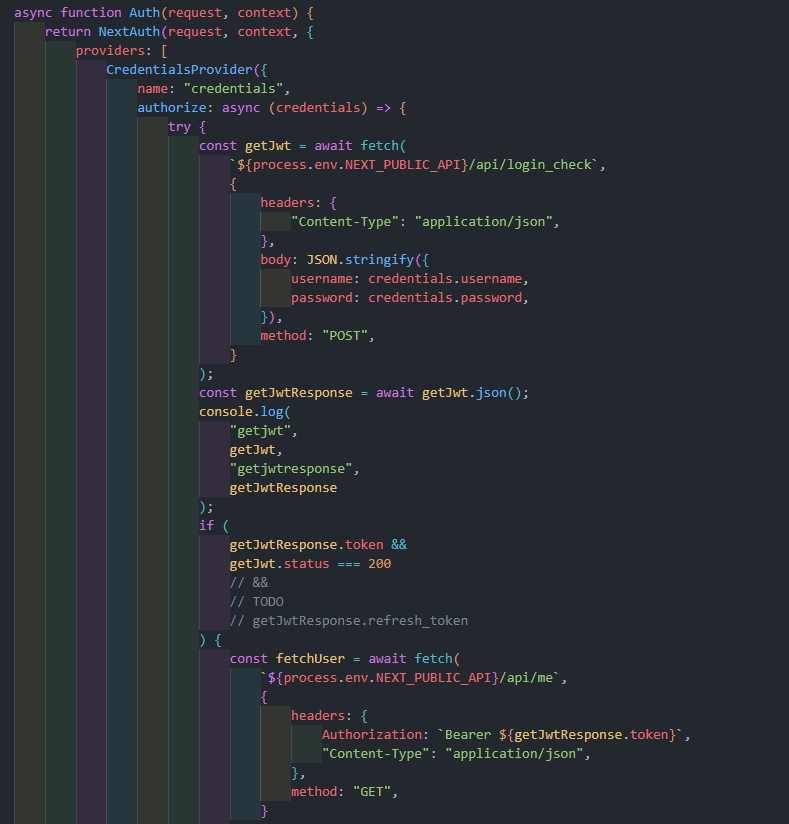 async function Auth(request, context) {
return NextAuth(request, context, {
providers: [
CredentialsProvider({
name: "credentials",
authorize: async (credentials) => {
try {
const getJwt = await fetch(
`${process.env.NEXT_PUBLIC_API}/api/login_check`,
{
headers: {
"Content-Type": "application/json",
},
body: JSON.stringify({
username: credentials.username,
password: credentials.password,
}),
method: "POST",
}
);
const getJwtResponse = await getJwt.json();
console.log(
"getjwt",
getJwt,
"getjwtresponse",
getJwtResponse
);
if (
getJwtResponse.token &&
getJwt.status === 200
// &&
// TODO
// getJwtResponse.refresh_token
) {
const fetchUser = await fetch(
`${process.env.NEXT_PUBLIC_API}/api/me`,
{
headers: {
Authorization: `Bearer ${getJwtResponse.token}`,
"Content-Type": "application/json",
},
method: "GET",
}